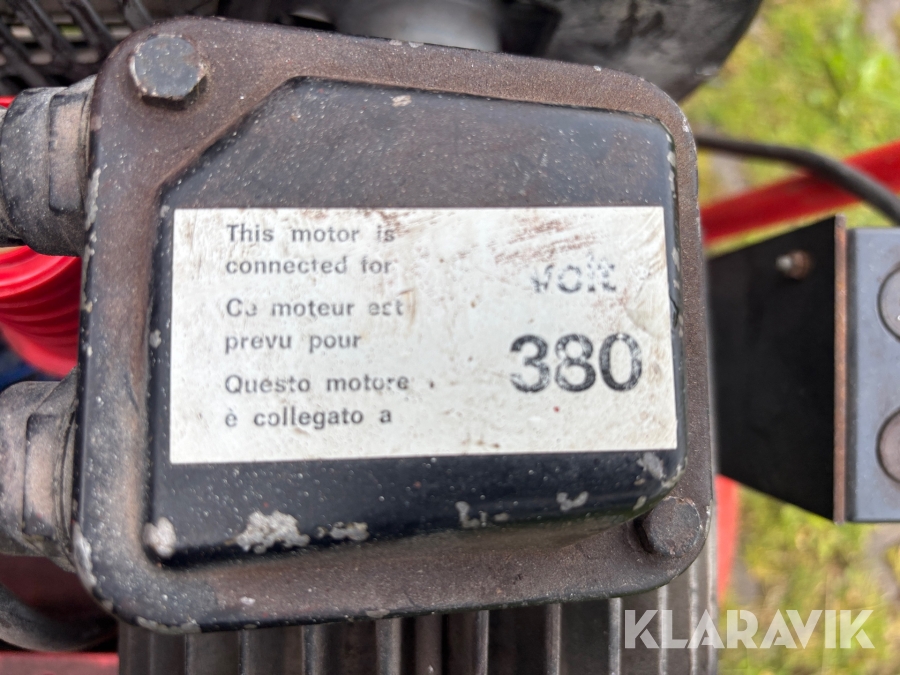 This motor is
connected for
Ce moteur est
prevu pour
Questo motore
è collegato a
volt
380
KLARAVIK